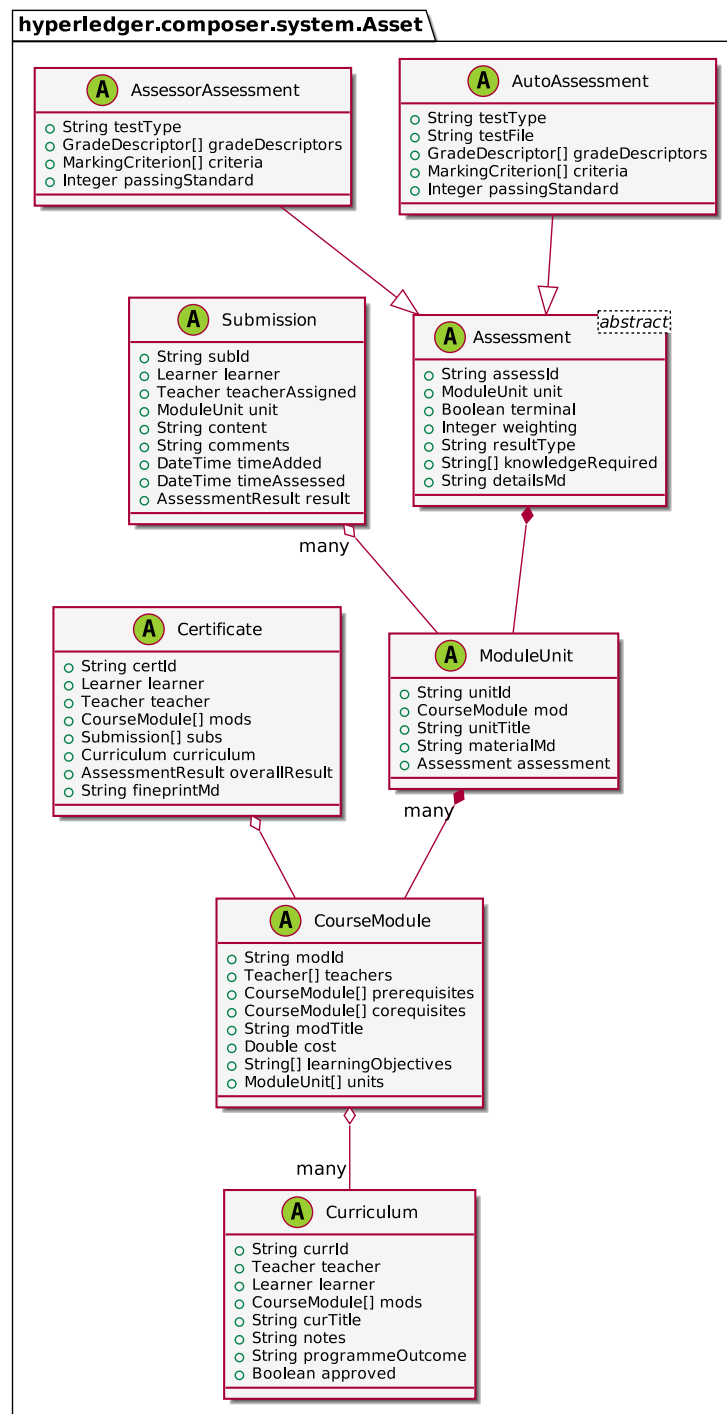 hyperledger.composer.system.Asset
A AssessorAssessment
String testType
GradeDescriptor[] gradeDescriptors
MarkingCriterion[] criteria
Integer passingStandard
A AutoAssessment
String testType
String testFile
GradeDescriptor[] gradeDescriptors
MarkingCriterion[] criteria
Integer passingStandard
A Submission
String subId
Learner learner
Teacher teacherAssigned
ModuleUnit unit
String content
String comments
DateTime timeAdded
DateTime timeAssessed
AssessmentResult result
A Assessment
abstract
String assessId
ModuleUnit unit
Boolean terminal
Integer weighting
String resultType
String[] knowledgeRequired
String detailsMd
many
A Certificate
String certId
Learner learner
Teacher teacher
CourseModule[] mods
Submission[] subs
Curriculum curriculum
AssessmentResult overallResult
String fineprintMd
A ModuleUnit
String unitId
CourseModule mod
String unitTitle
String materialMd
Assessment assessment
many
A CourseModule
String modId
Teacher[] teachers
CourseModule[] prerequisites
CourseModule[] corequisites
String modTitle
Double cost
String[] learningObjectives
ModuleUnit[] units
many
A Curriculum
String currId
Teacher teacher
Learner learner
CourseModule[] mods
String curTitle
String notes
String programmeOutcome
Boolean approved